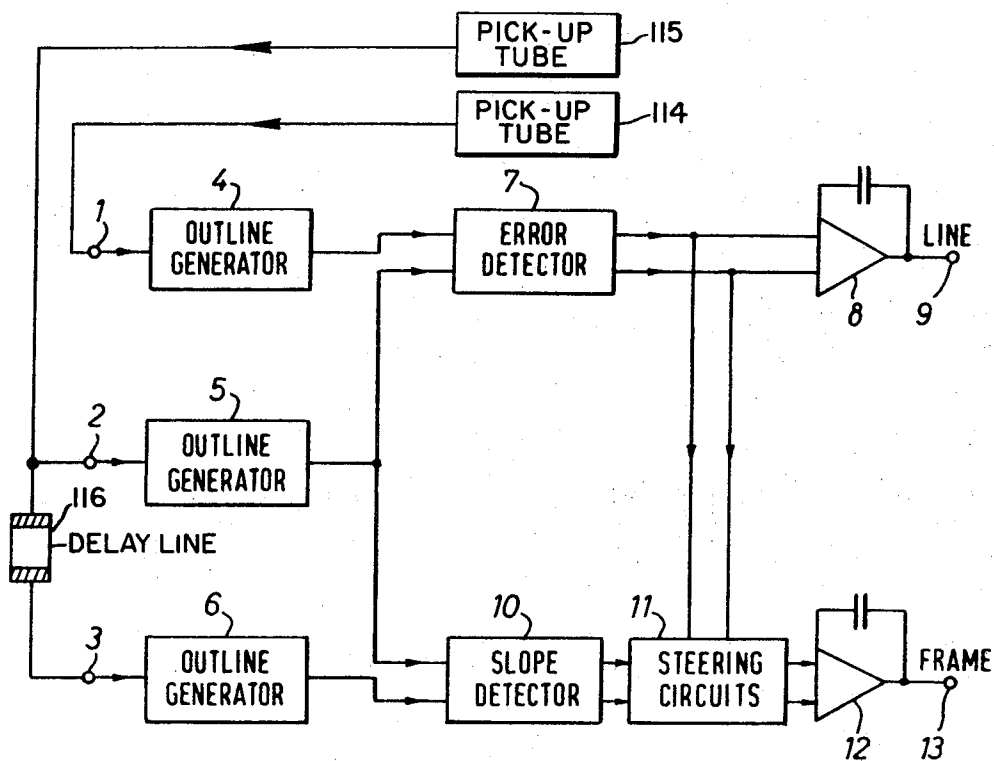 PICK-UP
TUBE
115
PICK-UP
TUBE
114
1
4
OUTLINE
GENERATOR
7
ERROR
DETECTOR
8
LINE
9
2
5
OUTLINE
GENERATOR
116
DELAY LINE
3
6
OUTLINE
GENERATOR
10
SLOPE
DETECTOR
11
STEERING
CIRCUITS
12
FRAME
13